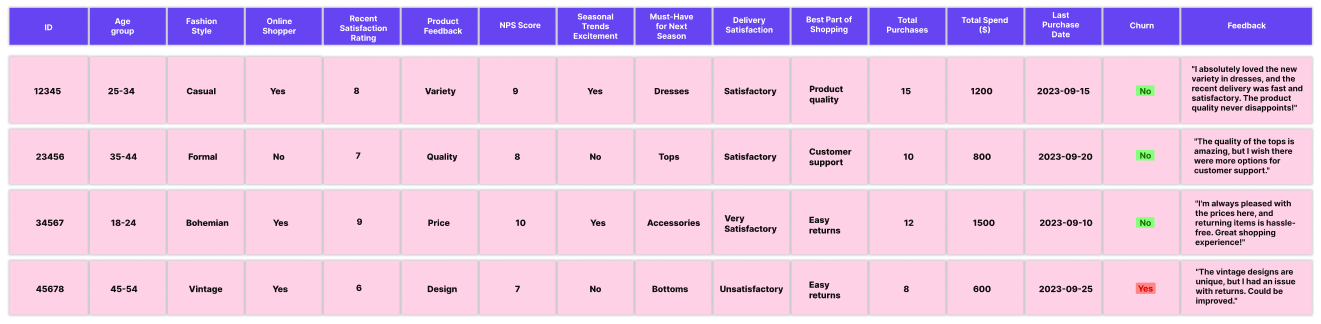 ID Age group Fashion Style Online Shopper Recent Satisfaction Rating Product Feedback NPS Score Seasonal Trends Excitement Must-Have for Next Season Delivery Satisfaction Best Part of Shopping Total Purchases Total Spend ($) Last Purchase Date Churn Feedback
12345 25-34 Casual Yes 8 Variety 9 Yes Dresses Satisfactory Product quality 15 1200 2023-09-15 No "I absolutely loved the new variety in dresses, and the recent delivery was fast and satisfactory. The product quality never disappoints!"
23456 35-44 Formal No 7 Quality 8 No Tops Satisfactory Customer support 10 800 2023-09-20 No "The quality of the tops is amazing, but I wish there were more options for customer support."
34567 18-24 Bohemian Yes 9 Price 10 Yes Accessories Very Satisfactory Easy returns 12 1500 2023-09-10 No "I'm always pleased with the prices here, and returning items is hassle-free. Great shopping experience!"
45678 45-54 Vintage Yes 6 Design 7 No Bottoms Unsatisfactory Easy returns 8 600 2023-09-25 Yes "The vintage designs are unique, but I had an issue with returns. Could be improved."